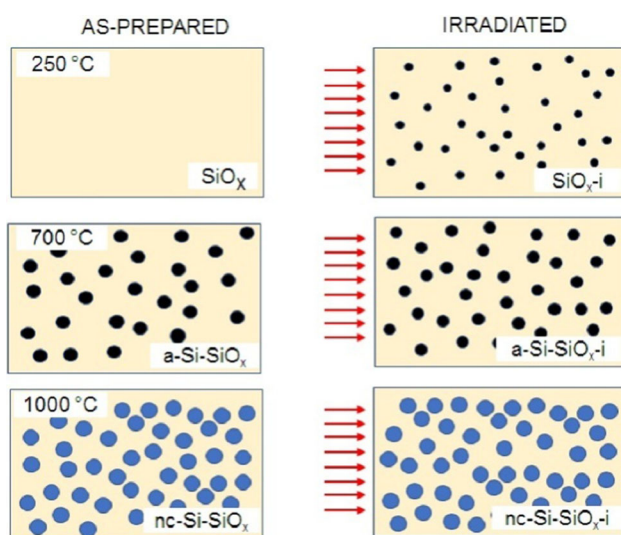 AS-PREPARED
IRRADIATED
250 °C
SiOₓ
SiOₓ-i
700 °C
a-Si-SiOₓ
a-Si-SiOₓ-i
1000 °C
nc-Si-SiOₓ
nc-Si-SiOₓ-i